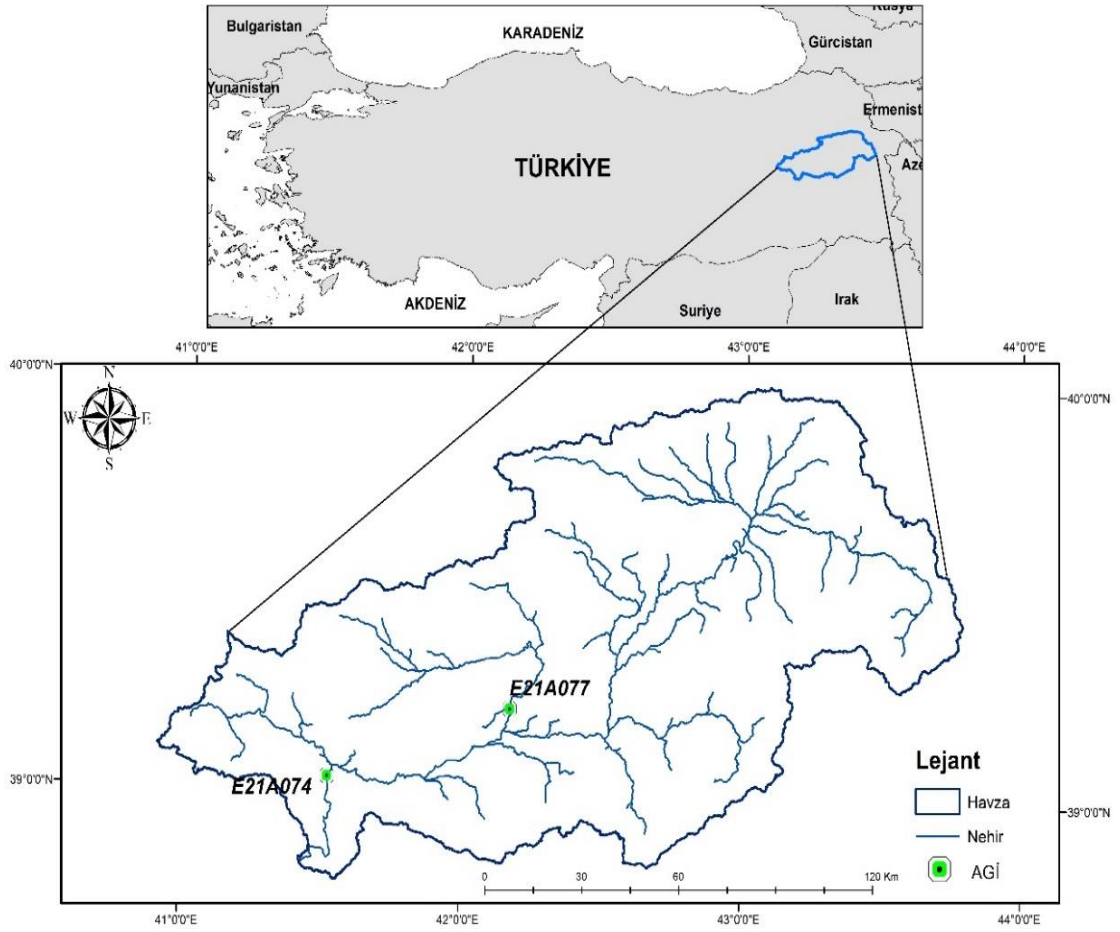 Rusya
Bulgaristan
KARADENİZ
Gürcistan
Yunanistan
Ermenist
TÜRKİYE
Aze
AKDENİZ
Suriye
Irak
41°0'0"E 42°0'0"E 43°0'0"E 44°0'0"E
40°0'0"N
N
W E
S
40°0'0"N
E21A077
39°0'0"N
E21A074
Lejant
Havza
39°0'0"N
Nehir
AGİ
0 30 60 120 Km
41°0'0"E 42°0'0"E 43°0'0"E 44°0'0"E